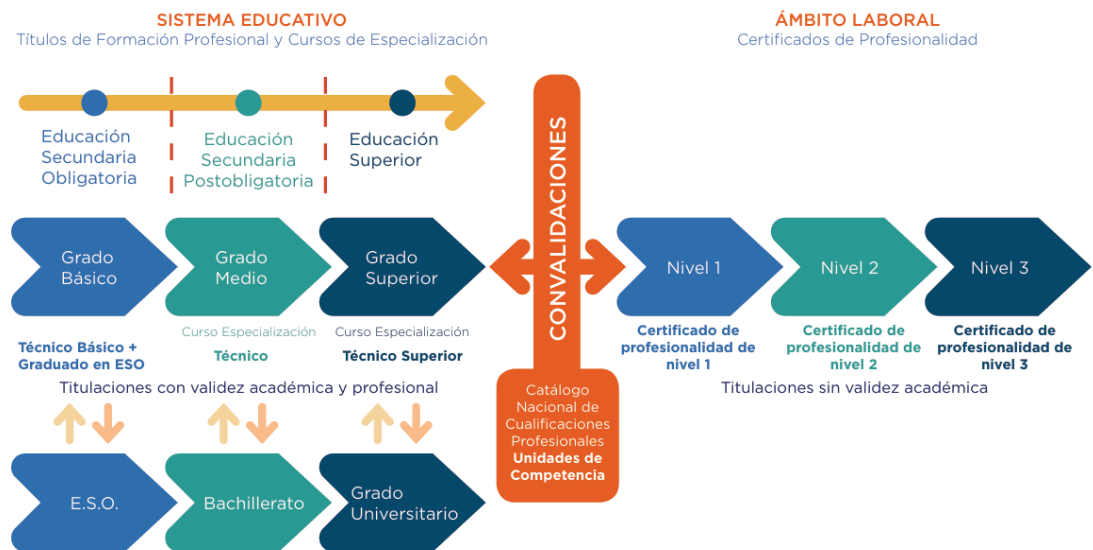 SISTEMA EDUCATIVO
Títulos de Formación Profesional y Cursos de Especialización
ÁMBITO LABORAL
Certificados de Profesionalidad
Educación
Secundaria
Obligatoria
Educación
Secundaria
Postobligatoria
Educación
Superior
Grado
Básico
Grado
Medio
Grado
Superior
CONVALIDACIONES
Nivel 1
Nivel 2
Nivel 3
Técnico Básico +
Graduado en ESO
Curso Especialización
Técnico
Curso Especialización
Técnico Superior
Certificado de
profesionalidad de
nivel 1
Certificado de
profesionalidad de
nivel 2
Certificado de
profesionalidad de
nivel 3
Titulaciones con validez académica y profesional
Titulaciones sin validez académica
Catálogo
Nacional de
Cualificaciones
Profesionales
Unidades de
Competencia
E.S.O.
Bachillerato
Grado
Universitario